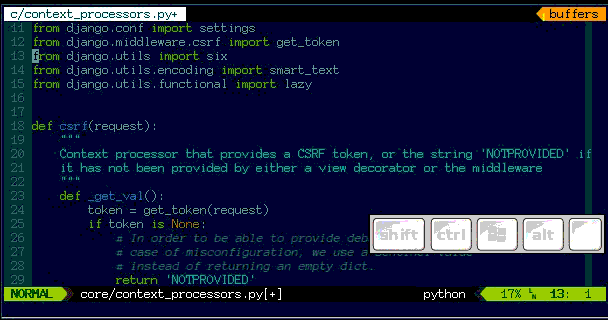 c/context_processors.py+ buffers
11 from django.conf import settings
12 from django.middleware.csrf import get_token
13 from django.utils import six
14 from django.utils.encoding import smart_text
15 from django.utils.functional import lazy
16
17
18 def csrf(request):
19 """
20 Context processor that provides a CSRF token, or the string 'NOTPROVIDED' if
21 it has not been provided by either a view decorator or the middleware
22 """
23 def _get_val():
24 token = get_token(request)
25 if token is None:
26 # In order to be able to provide deb
27 # case of misconfiguration, we use a sentinel value
28 # instead of returning an empty dict.
29 return 'NOTPROVIDED'
shift ctrl alt
NORMAL core/context_processors.py[+] python 17% LN 13: 1